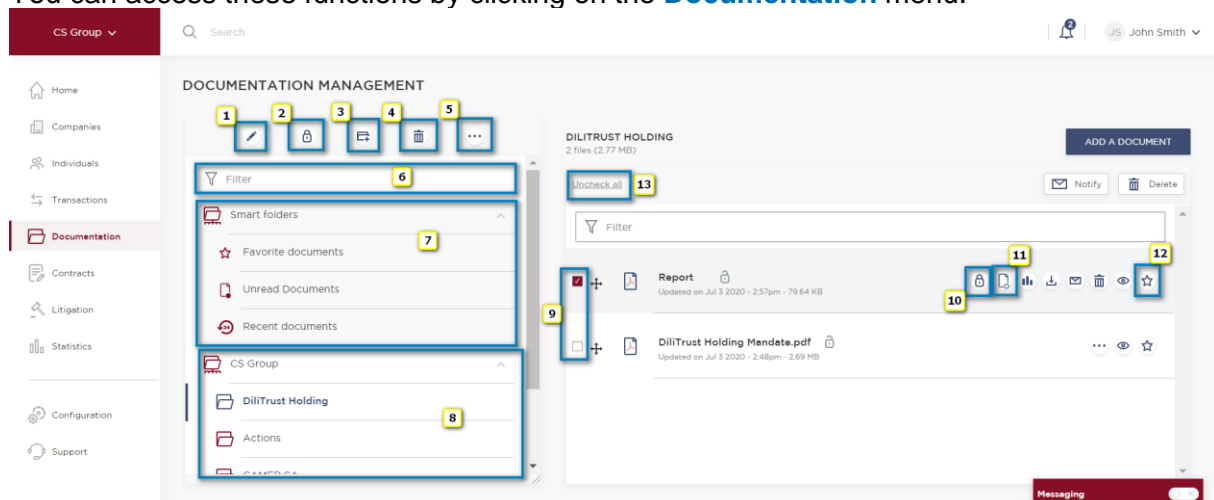 You can access these functions by clicking on the Documentation menu.
CS Group
Search
2
JS John Smith
Home
Companies
Individuals
Transactions
Documentation
Contracts
Litigation
Statistics
Configuration
Support
DOCUMENTATION MANAGEMENT
1
2
3
4
5
Filter
6
Smart folders
7
Favorite documents
Unread Documents
24
Recent documents
CS Group
DiliTrust Holding
8
Actions
GAMER SA
DILITRUST HOLDING
2 files (2.77 MB)
ADD A DOCUMENT
Uncheck all
13
Notify
Delete
Filter
9
Report
Updated on Jul 3 2020 - 2:57pm - 79.64 KB
10
11
12
DiliTrust Holding Mandate.pdf
Updated on Jul 3 2020 - 2:48pm - 2.69 MB
Messaging